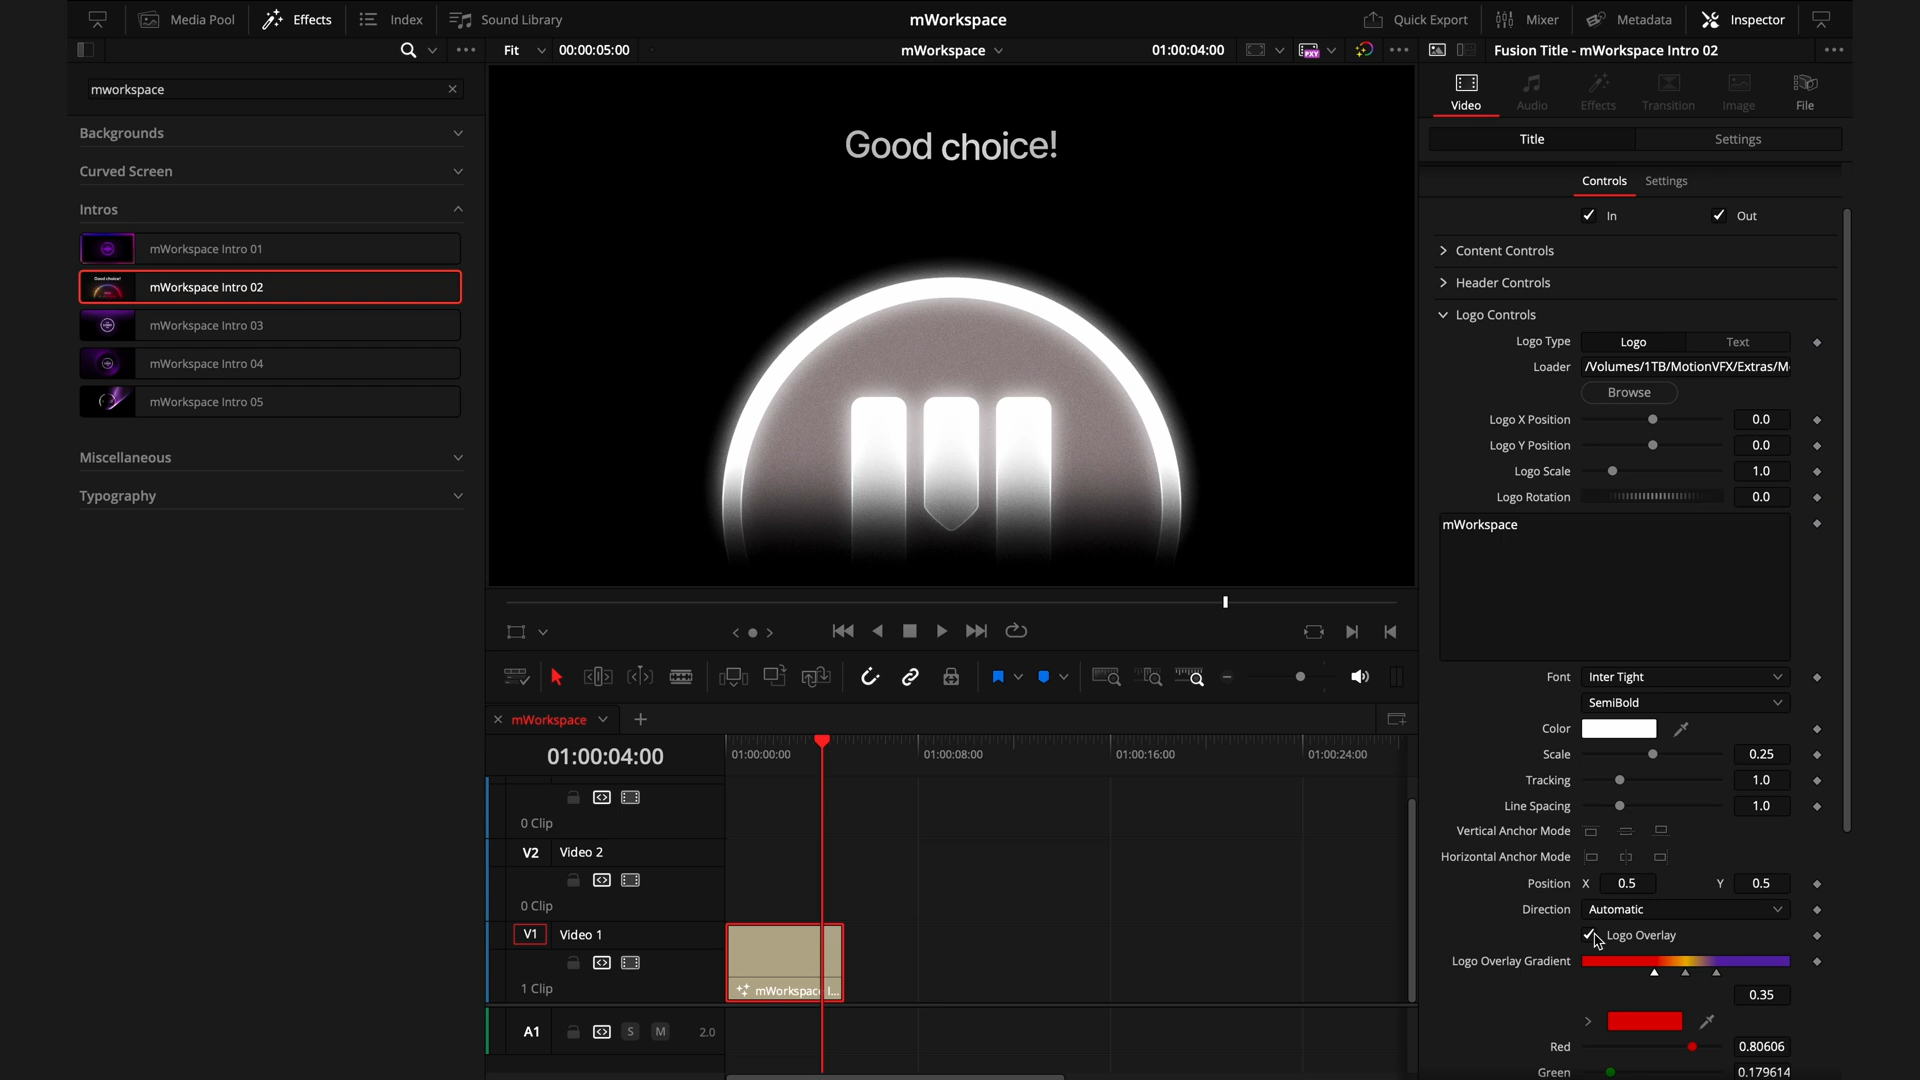 Media Pool
Effects
Index
Sound Library
mWorkspace
Quick Export
Mixer
Metadata
Inspector
Fit
00:00:05:00
mWorkspace
01:00:04:00
PXY
Fusion Title - mWorkspace Intro 02
mworkspace
Backgrounds
Curved Screen
Intros
mWorkspace Intro 01
mWorkspace Intro 02
mWorkspace Intro 03
mWorkspace Intro 04
mWorkspace Intro 05
Miscellaneous
Typography
Good choice!
Video
Audio
Effects
Transition
Image
File
Title
Settings
Controls
Settings
In
Out
Content Controls
Header Controls
Logo Controls
Logo Type
Logo
Text
Loader
/Volumes/1TB/MotionVFX/Extras/M
Browse
Logo X Position
0.0
Logo Y Position
0.0
Logo Scale
1.0
Logo Rotation
0.0
mWorkspace
Font
Inter Tight
SemiBold
Color
Scale
0.25
Tracking
1.0
Line Spacing
1.0
Vertical Anchor Mode
Horizontal Anchor Mode
Position
X
0.5
Y
0.5
Direction
Automatic
Logo Overlay
Logo Overlay Gradient
0.35
Red
0.80606
Green
0.179614
mWorkspace
01:00:04:00
01:00:00:00
01:00:08:00
01:00:16:00
01:00:24:00
0 Clip
V2
Video 2
0 Clip
V1
Video 1
1 Clip
mWorkspace I...
A1
S
M
2.0